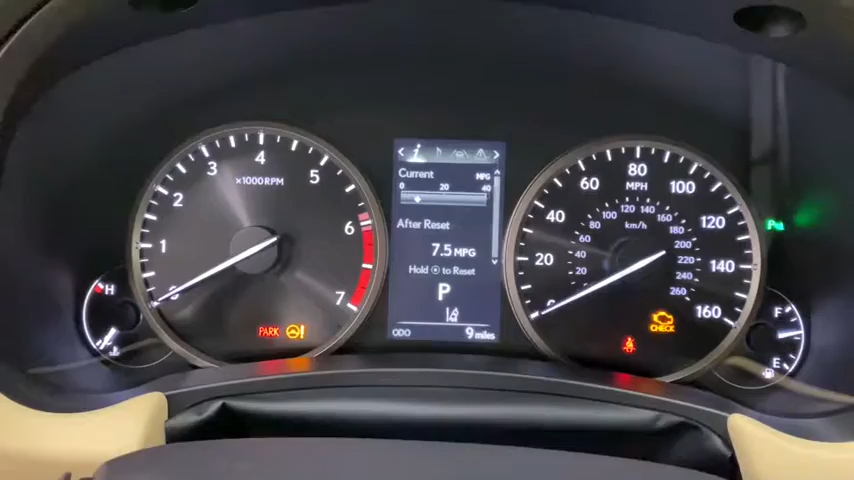 0
1
2
3
4
5
6
7
×1000RPM
PARK
H
C
Current MPG
0 20 40
After Reset
7.5 MPG
Hold ⊙ to Reset
P
ODO 9 miles
0
20
40
60
80
100
120
140
160
MPH
km/h
20
40
60
80
100
120
140
160
200
220
240
260
CHECK
F
E